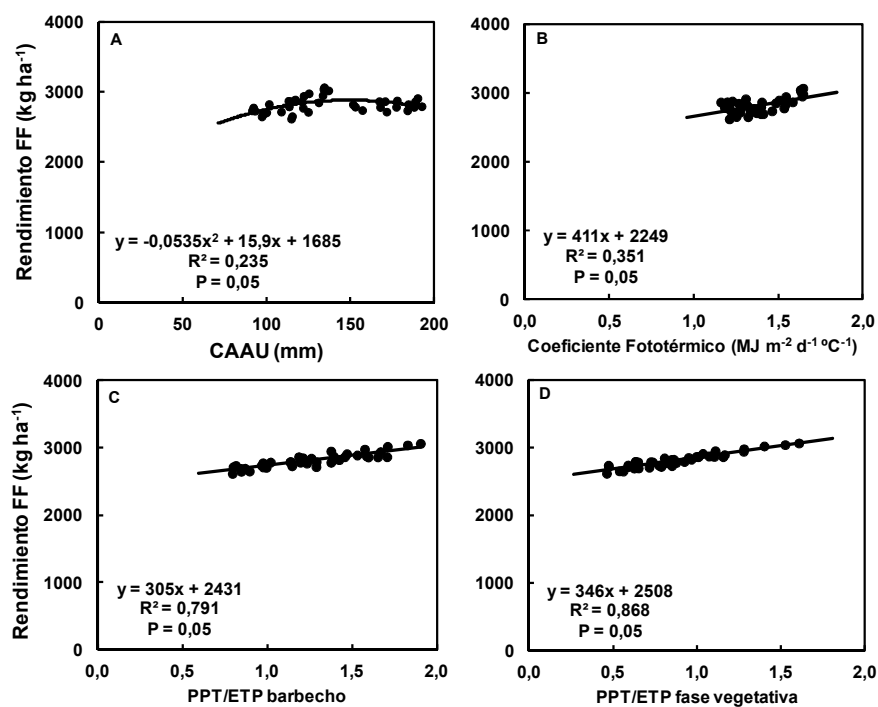 A
Rendimiento FF (kg ha-1)
4000
3000
2000
1000
0
y = -0,0535x² + 15,9x + 1685
R² = 0,235
P = 0,05
0 50 100 150 200
CAAU (mm)
B
4000
3000
2000
1000
0
y = 411x + 2249
R² = 0,351
P = 0,05
0,0 0,5 1,0 1,5 2,0
Coeficiente Fototérmico (MJ m-2 d-1 ºC-1)
C
Rendimiento FF (kg ha-1)
4000
3000
2000
1000
0
y = 305x + 2431
R² = 0,791
P = 0,05
0,0 0,5 1,0 1,5 2,0
PPT/ETP barbecho
D
4000
3000
2000
1000
0
y = 346x + 2508
R² = 0,868
P = 0,05
0,0 0,5 1,0 1,5 2,0
PPT/ETP fase vegetativa